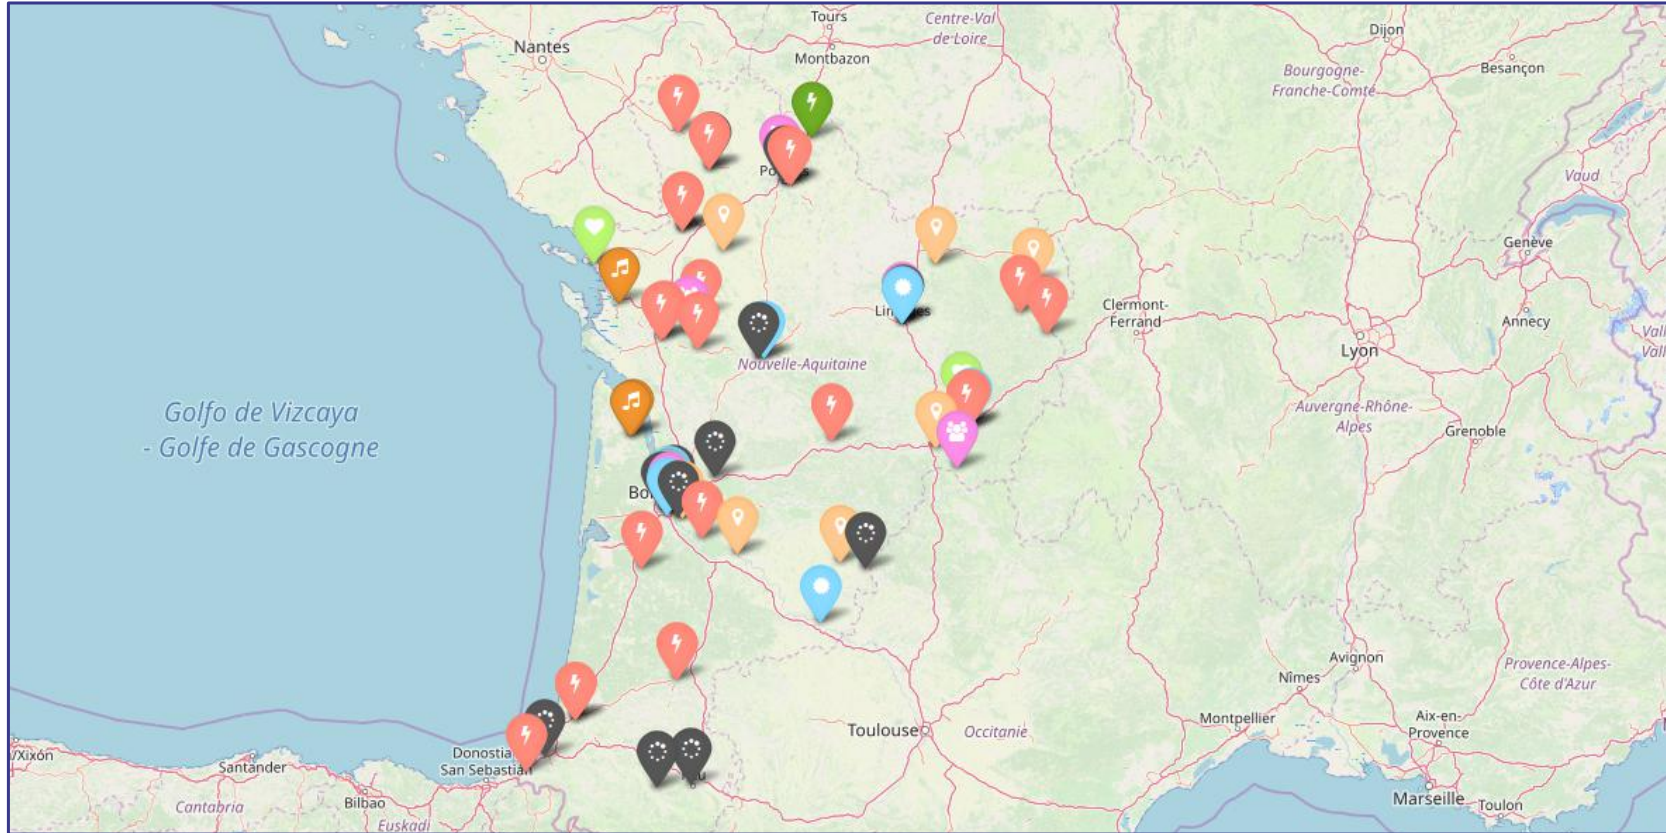 Tours
Centre-Val
de Loire
Dijon
Nantes
Montbazon
Besançon
Bourgogne-
Franche-Comté
Vaud
Genève
Clermont-
Ferrand
Annecy
Lyon
Nouvelle-Aquitaine
Golfo de Vizcaya
- Golfe de Gascogne
Auvergne-Rhône-
Alpes
Grenoble
Avignon
Provence-Alpes-
Côte d'Azur
Nîmes
Montpellier
Aix-en-
Provence
Toulouse
Occitanie
/Xixón
Santander
Donostia
San Sebastián
Bilbao
Cantabria
Euskadi
Marseille
Toulon